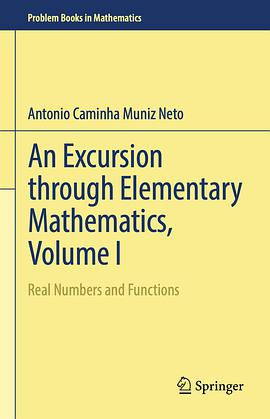 Problem Books in Mathematics
Antonio Caminha Muniz Neto
An Excursion
through Elementary
Mathematics,
Volume I
Real Numbers and Functions
Springer